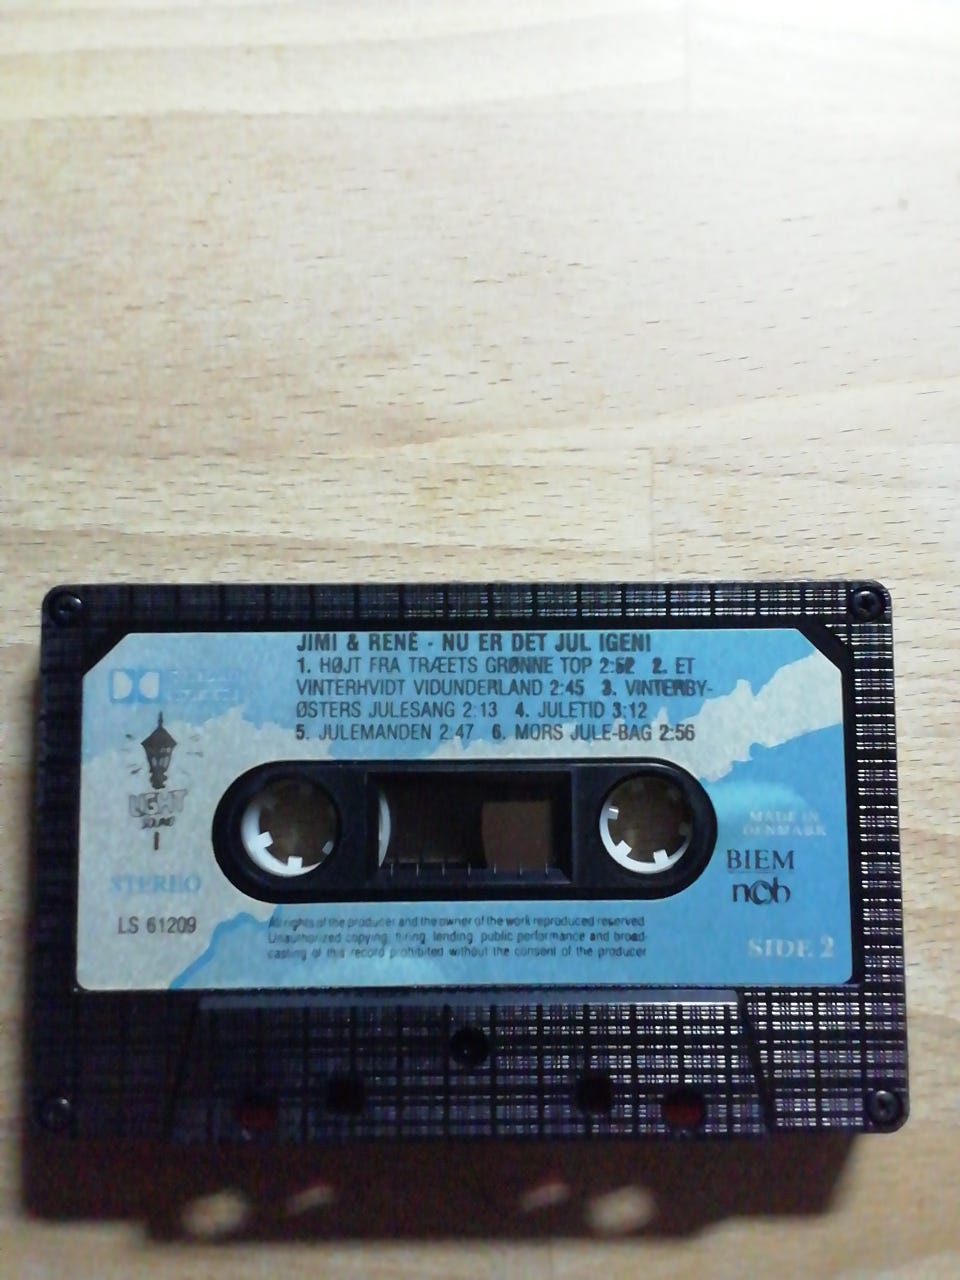 JIMI & RENÉ - NU ER DET JUL IGEN!
1. HØJT FRA TRÆETS GRØNNE TOP 2:52 2. ET
VINTERHVIDT VIDUNDERLAND 2:45 3. VINTERBY-
ØSTERS JULESANG 2:13 4. JULETID 3:12
5. JULEMANDEN 2:47 6. MORS JULE-BAG 2:56
LIGHT
SOUND
MADE IN
DENMARK
BIEM
ncb
STEREO
LS 61209
All rights of the producer and the owner of the work reproduced reserved
Unauthorized copying, hiring, lending, public performance and broad-
casting of this record prohibited without the consent of the producer
SIDE 2